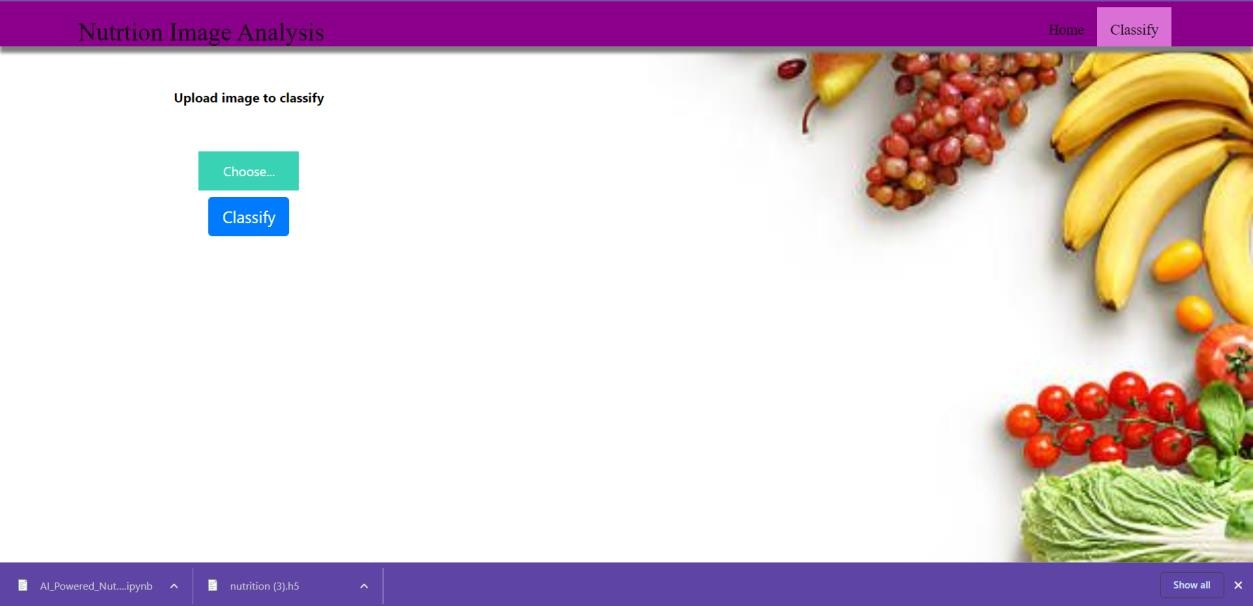 Nutrtion Image Analysis
Home
Classify
Upload image to classify
Choose...
Classify
AI_Powered_Nut....ipynb
nutrition (3).h5
Show all